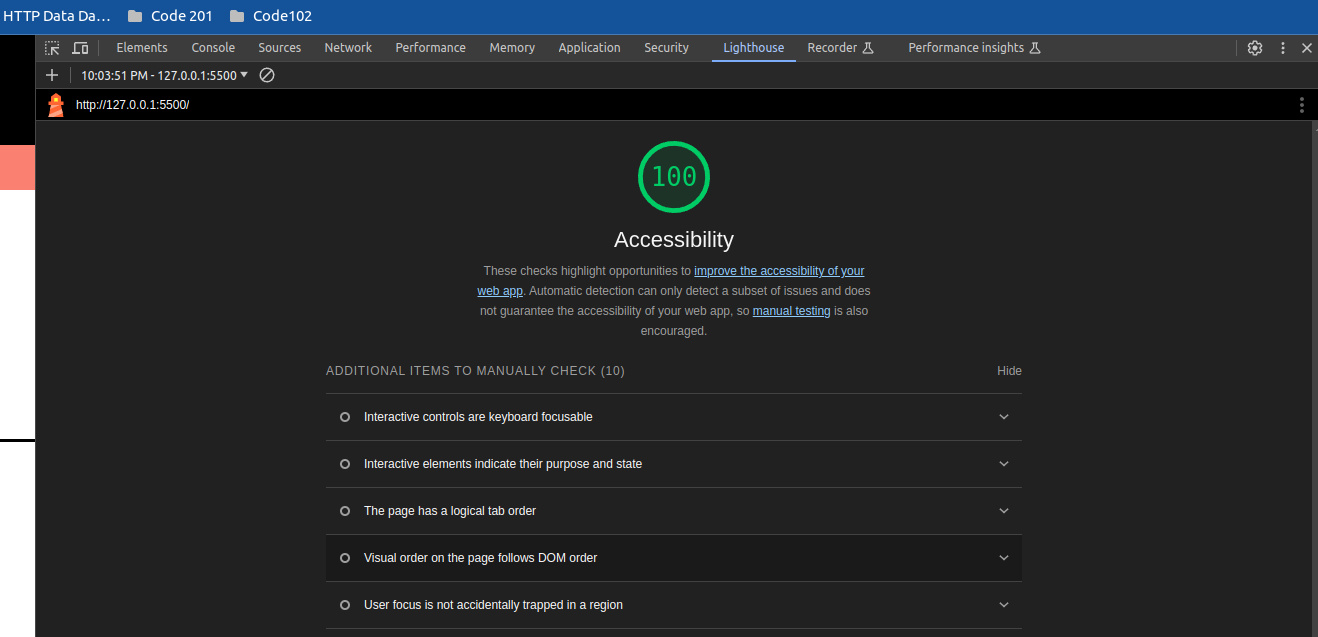 HTTP Data Da… Code 201 Code102
Elements Console Sources Network Performance Memory Application Security Lighthouse Recorder Performance insights
10:03:51 PM - 127.0.0.1:5500
http://127.0.0.1:5500/
100
Accessibility
These checks highlight opportunities to improve the accessibility of your
web app. Automatic detection can only detect a subset of issues and does
not guarantee the accessibility of your web app, so manual testing is also
encouraged.
ADDITIONAL ITEMS TO MANUALLY CHECK (10) Hide
Interactive controls are keyboard focusable
Interactive elements indicate their purpose and state
The page has a logical tab order
Visual order on the page follows DOM order
User focus is not accidentally trapped in a region